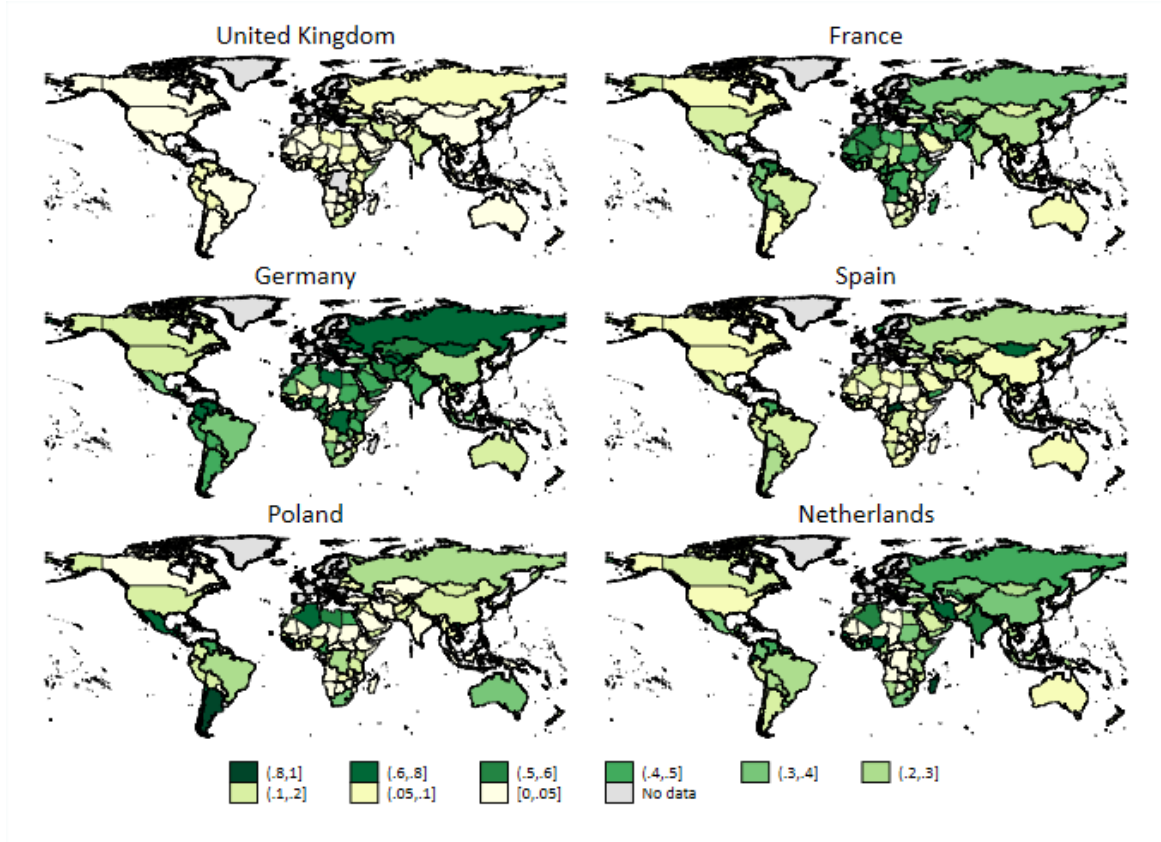 United Kingdom
France
Germany
Spain
Poland
Netherlands
(.8,1]
(.6,.8]
(.5,.6]
(.4,.5]
(.3,.4]
(.2,.3]
(.1,.2]
(.05,.1]
[0,.05]
No data